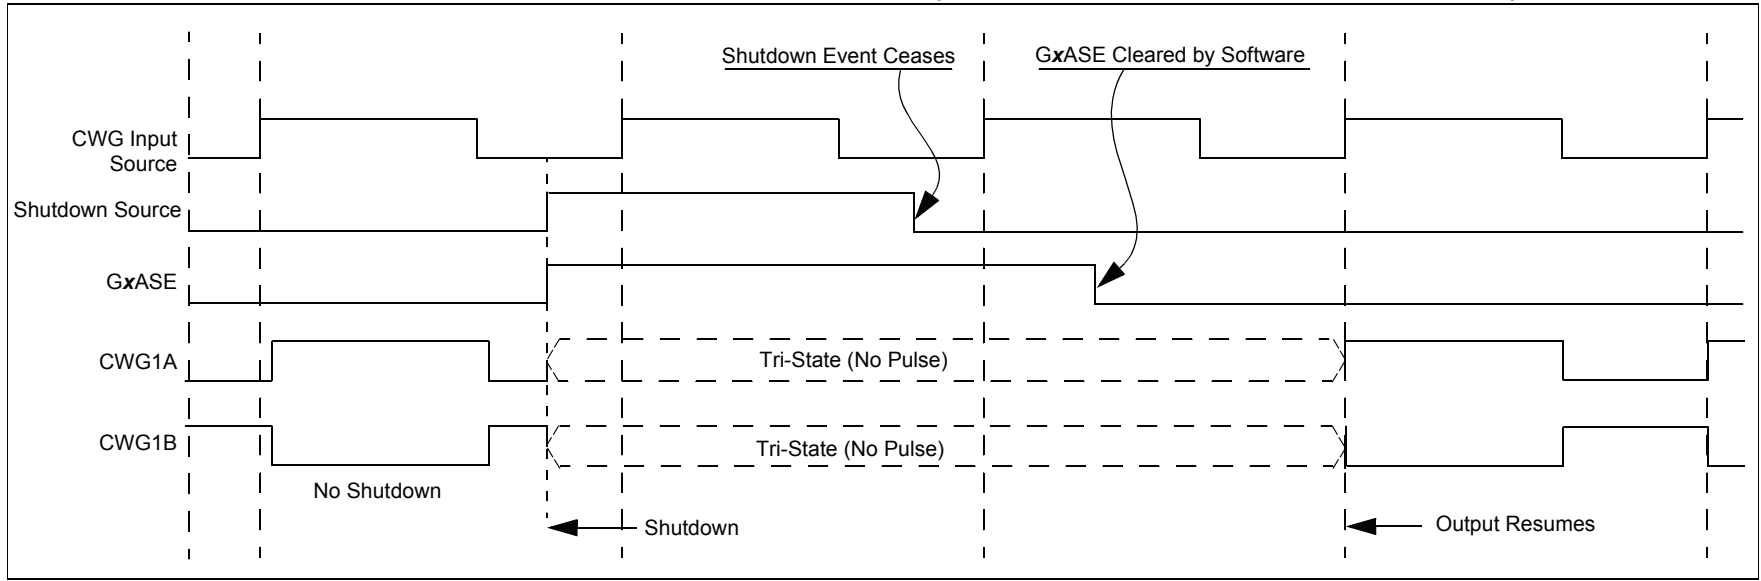 Shutdown Event Ceases
GxASE Cleared by Software
CWG Input
Source
Shutdown Source
GxASE
CWG1A
Tri-State (No Pulse)
CWG1B
Tri-State (No Pulse)
No Shutdown
Shutdown
Output Resumes